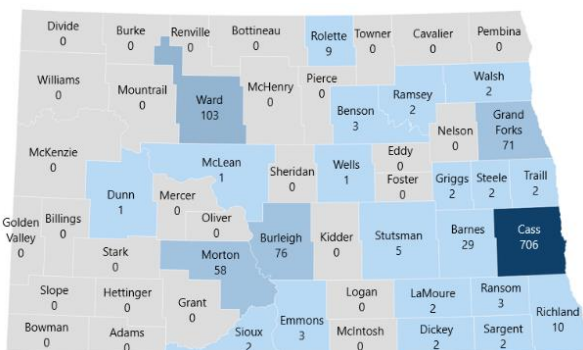 Divide
0
Burke
0
Renville
0
Bottineau
0
Rolette
9
Towner
0
Cavalier
0
Pembina
0
Williams
0
Mountrail
0
Ward
103
McHenry
0
Pierce
0
Benson
3
Ramsey
2
Walsh
2
Nelson
0
Grand
Forks
71
McKenzie
0
Dunn
1
McLean
1
Mercer
0
Oliver
0
Sheridan
0
Wells
1
Eddy
0
Foster
0
Griggs
2
Steele
2
Traill
2
Golden
Valley
0
Billings
0
Stark
0
Morton
58
Burleigh
76
Kidder
0
Stutsman
5
Barnes
29
Cass
706
Slope
0
Hettinger
0
Grant
0
Logan
0
LaMoure
2
Ransom
3
Richland
10
Bowman
0
Adams
0
Sioux
2
Emmons
3
McIntosh
0
Dickey
2
Sargent
2